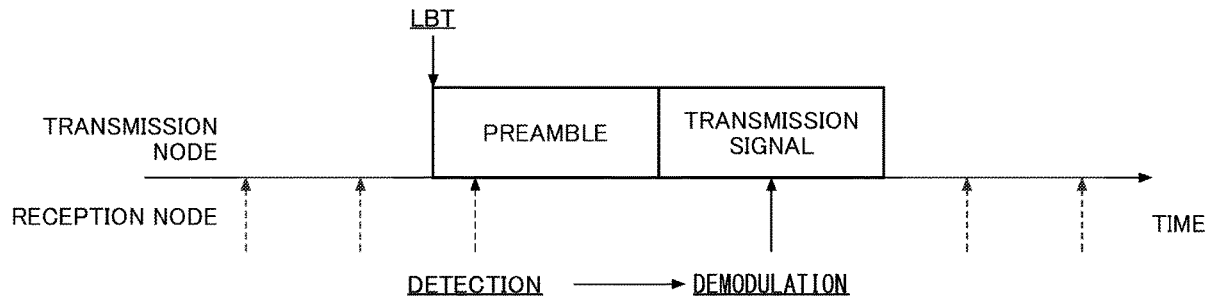 LBT
TRANSMISSION
NODE
PREAMBLE
TRANSMISSION
SIGNAL
RECEPTION NODE
TIME
DETECTION
DEMODULATION